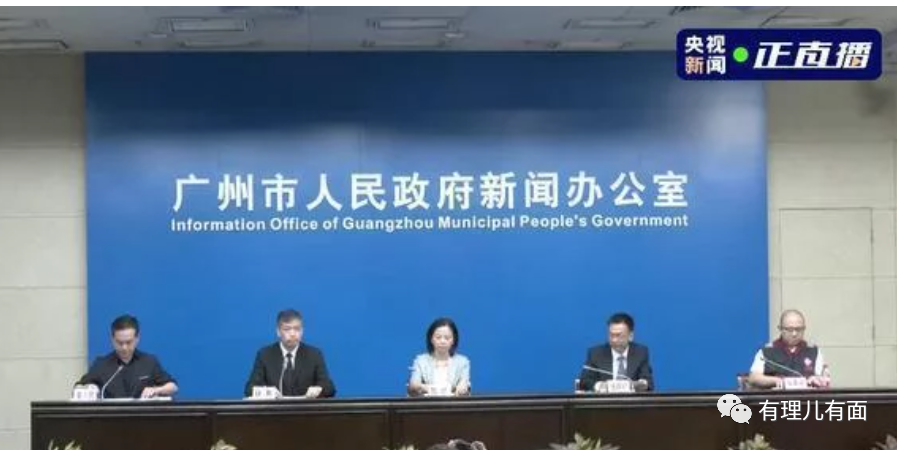 央视
新闻
正直播
广州市人民政府新闻办公室
Information Office of Guangzhou Municipal People's Government
有理儿有面